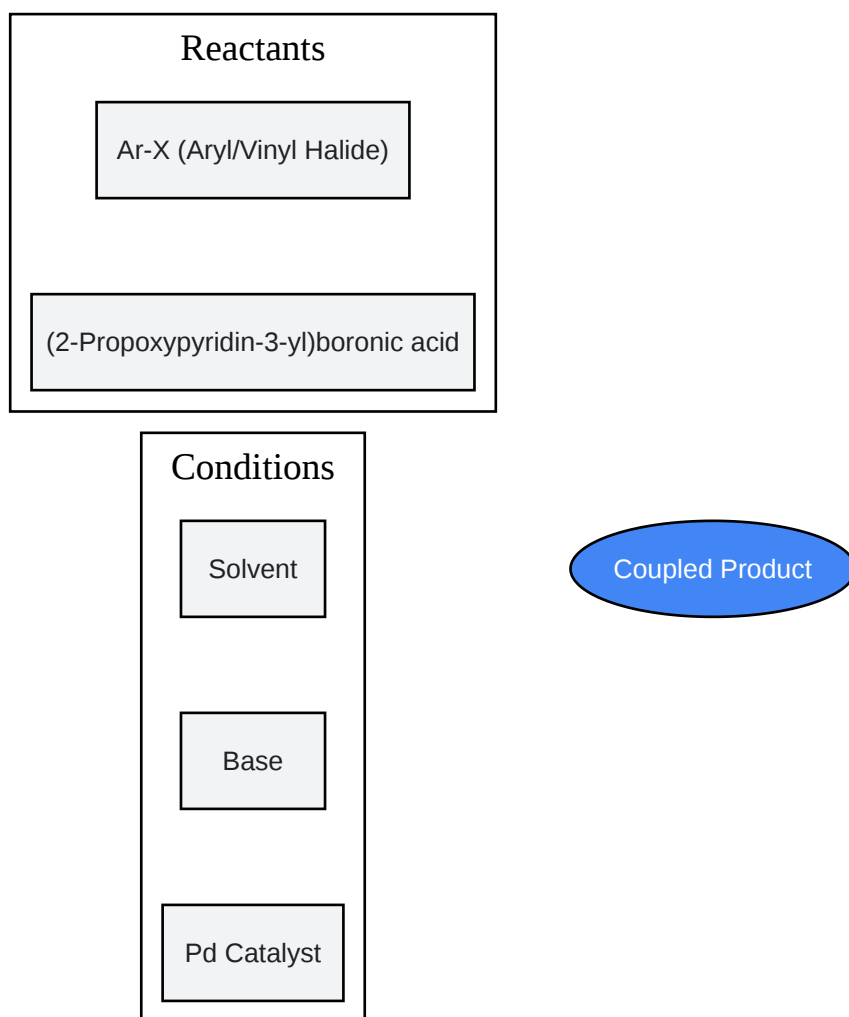 Reactants
Ar-X (Aryl/Vinyl Halide)
(2-Propoxypyridin-3-yl)boronic acid
Conditions
Solvent
Coupled Product
Base
Pd Catalyst